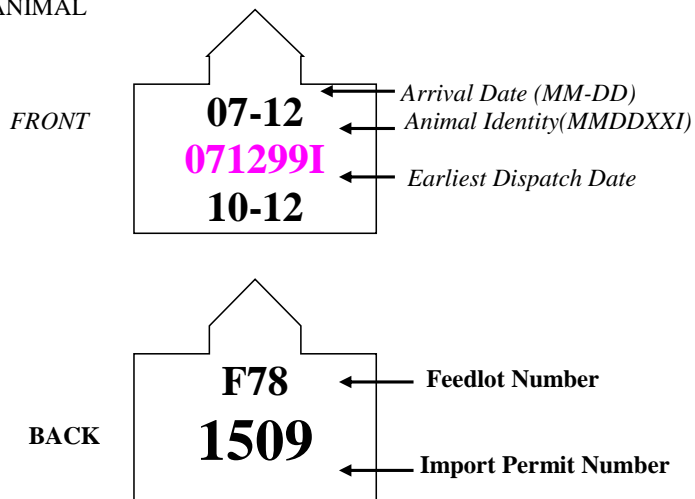 ANIMAL
Arrival Date (MM-DD)
FRONT
07-12
Animal Identity(MMDDXXI)
071299I
Earliest Dispatch Date
10-12
F78
Feedlot Number
BACK
1509
Import Permit Number